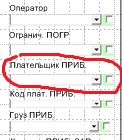 Оператор
Огранич. ПОГР
Плательщик ПРИБ.
Код плат. ПРИБ.
Груз ПРИБ.